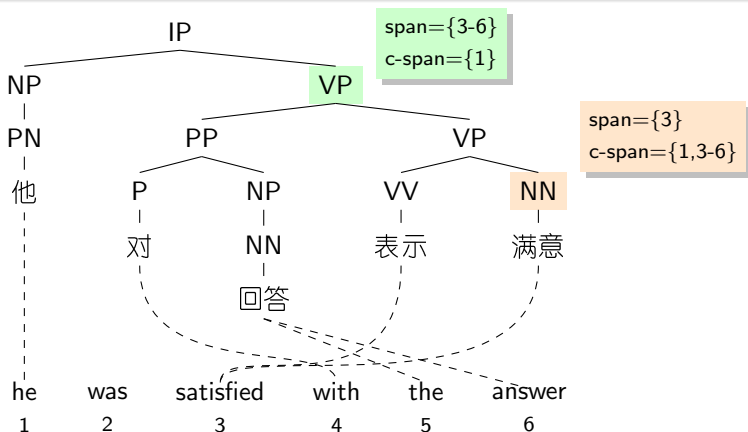 IP
span={3-6}
c-span={1}
NP
VP
span={3}
c-span={1,3-6}
PN
PP
VP
他
P
NP
VV
NN
对
NN
表示
满意
回答
he was satisfied with the answer
1 2 3 4 5 6